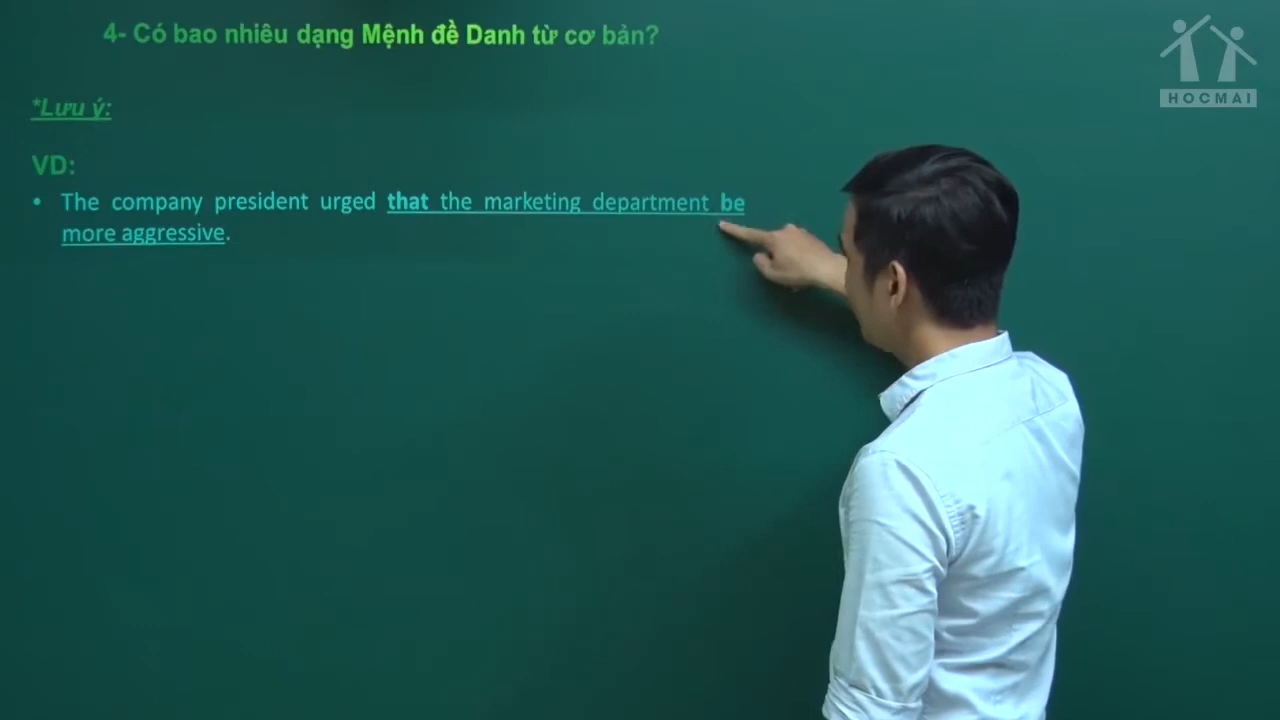 4- Có bao nhiêu dạng Mệnh đề Danh từ cơ bản?
HOCMAI
*Lưu ý:
VD:
• The company president urged that the marketing department be
more aggressive.